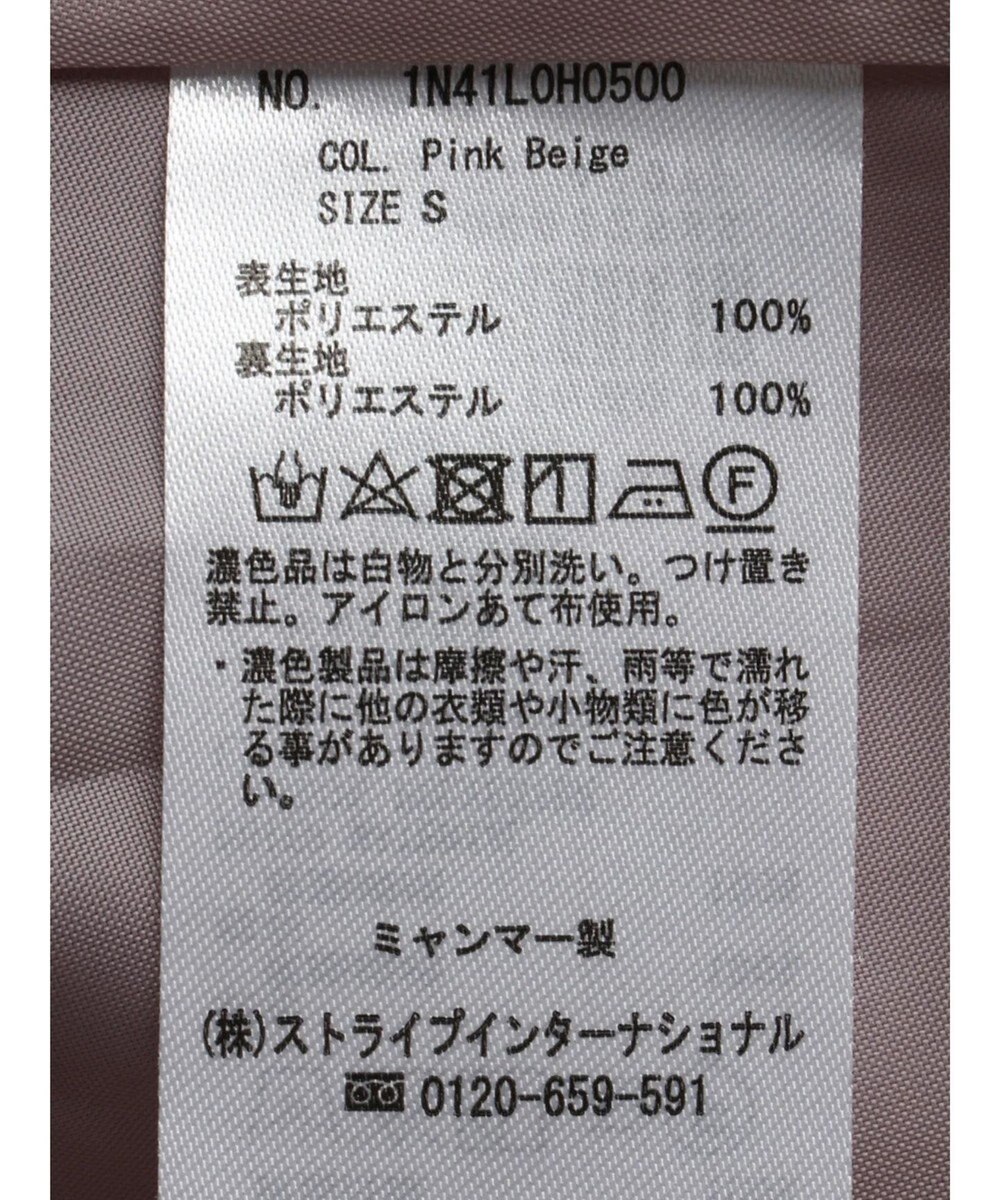 NO. 1N41L0H0500
COL. Pink Beige
SIZE S
表生地
ポリエステル 100%
裏生地
ポリエステル 100%
F
濃色品は白物と分別洗い。つけ置き
禁止。アイロンあて布使用。
・濃色製品は摩擦や汗、雨等で濡れ
た際に他の衣類や小物類に色が移
る事がありますのでご注意くださ
い。
ミャンマー製
(株)ストライプインターナショナル
0120-659-591